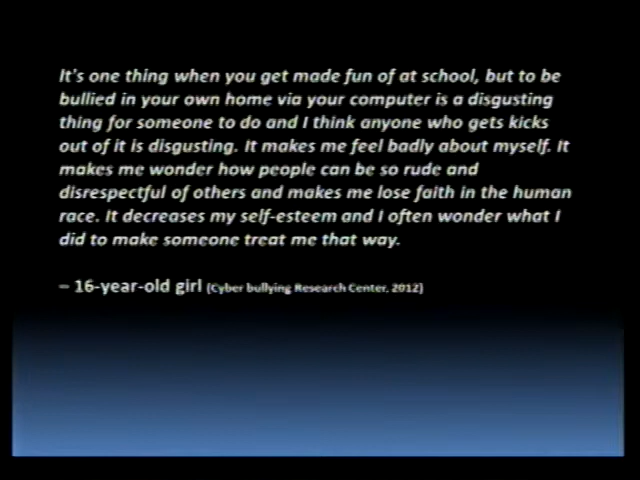 It's one thing when you get made fun of at school, but to be
bullied in your own home via your computer is a disgusting
thing for someone to do and I think anyone who gets kicks
out of it is disgusting. It makes me feel badly about myself. It
makes me wonder how people can be so rude and
disrespectful of others and makes me lose faith in the human
race. It decreases my self-esteem and I often wonder what I
did to make someone treat me that way.
– 16-year-old girl (Cyber bullying Research Center, 2012)